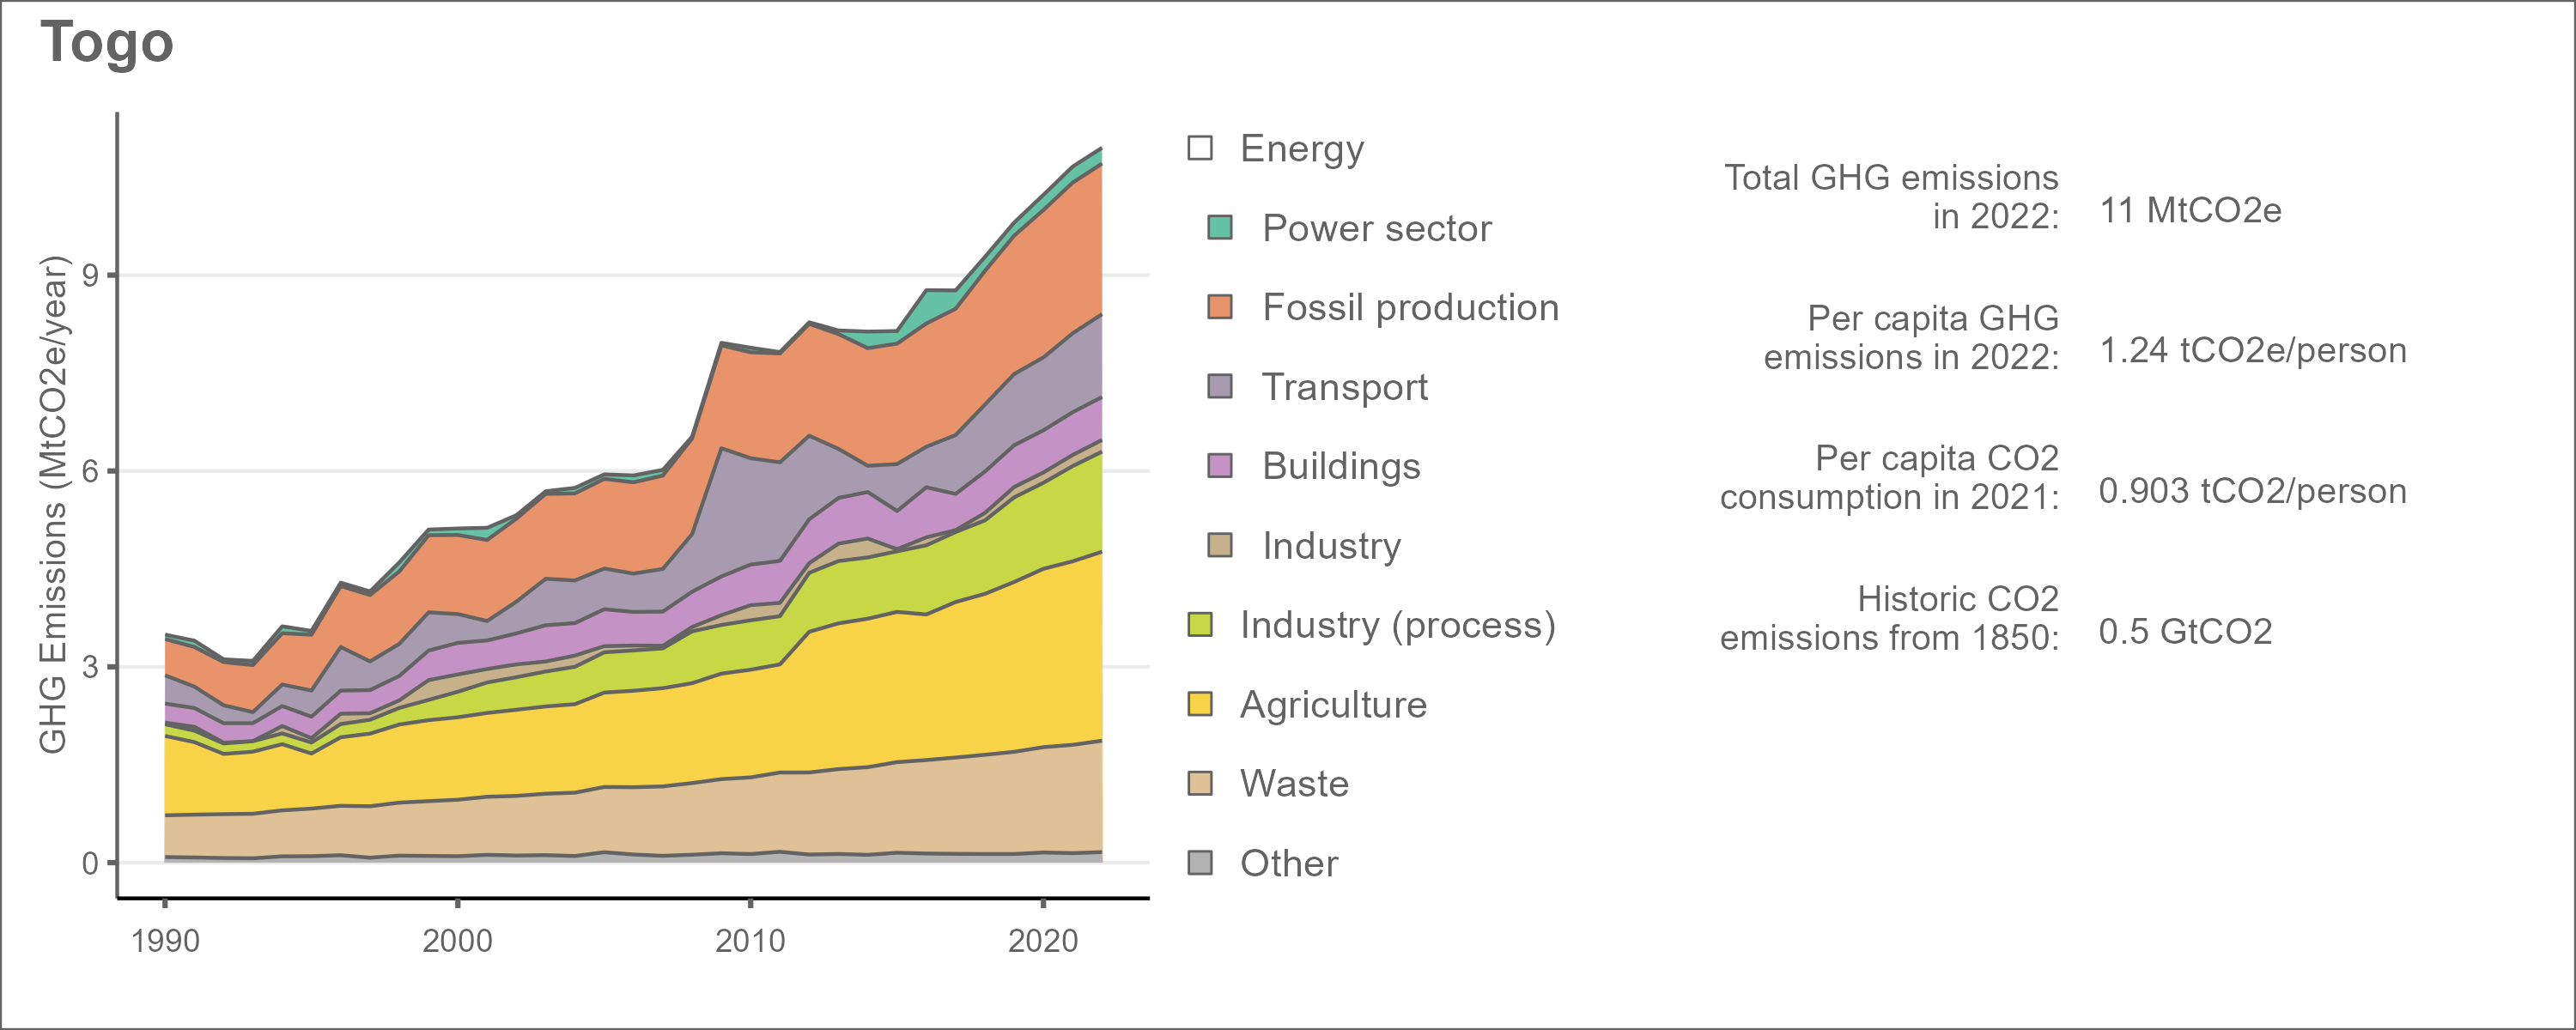 Togo
GHG Emissions (MtCO2e/year)
9
6
3
0
1990
2000
2010
2020
Energy
Power sector
Fossil production
Transport
Buildings
Industry
Industry (process)
Agriculture
Waste
Other
Total GHG emissions
in 2022:
11 MtCO2e
Per capita GHG
emissions in 2022:
1.24 tCO2e/person
Per capita CO2
consumption in 2021:
0.903 tCO2/person
Historic CO2
emissions from 1850:
0.5 GtCO2